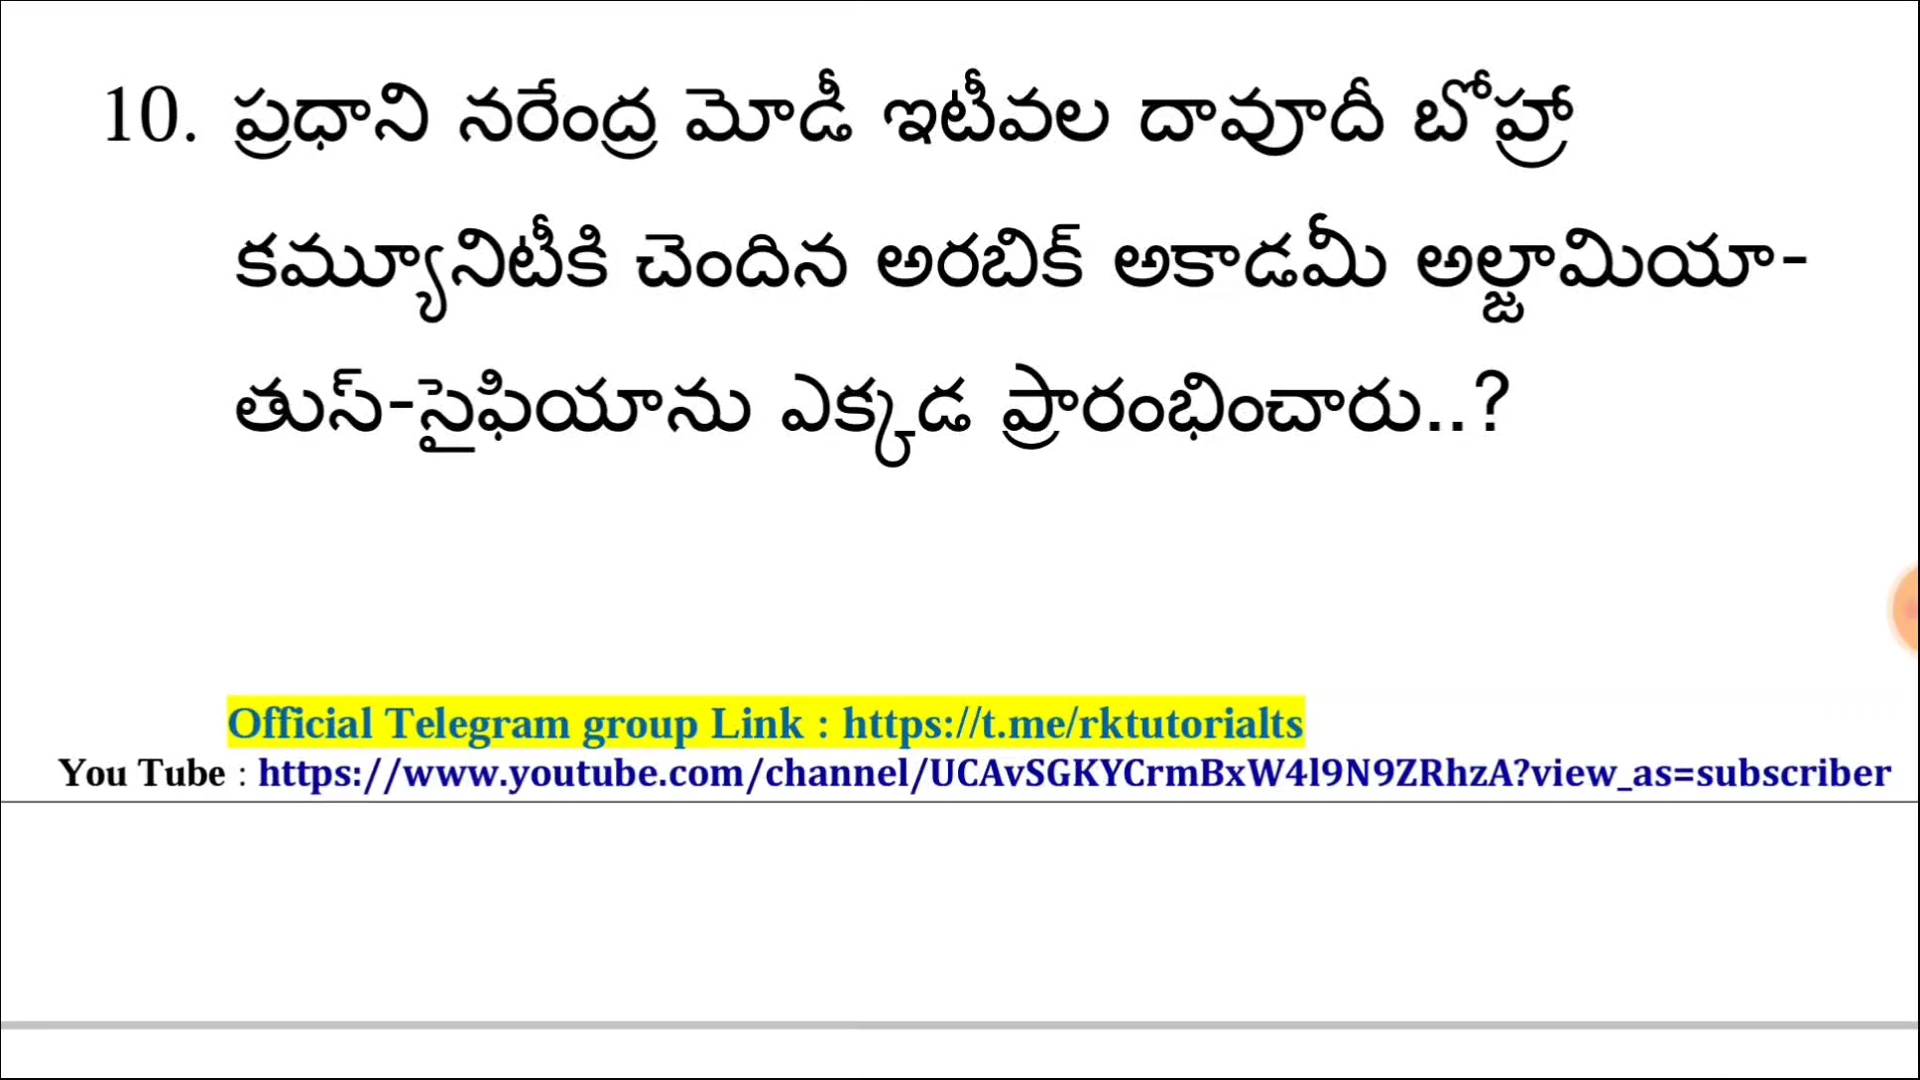 10. ప్రధాని నరేంద్ర మోడీ ఇటీవల దావూదీ బోహ్రా
కమ్యూనిటీకి చెందిన అరబిక్ అకాడమీ అల్జామియా-
తుస్-సైఫియాను ఎక్కడ ప్రారంభించారు..?
Official Telegram group Link : https://t.me/rktutorialts
You Tube : https://www.youtube.com/channel/UCAvSGKYCrmBxW4l9N9ZRhzA?view_as=subscriber